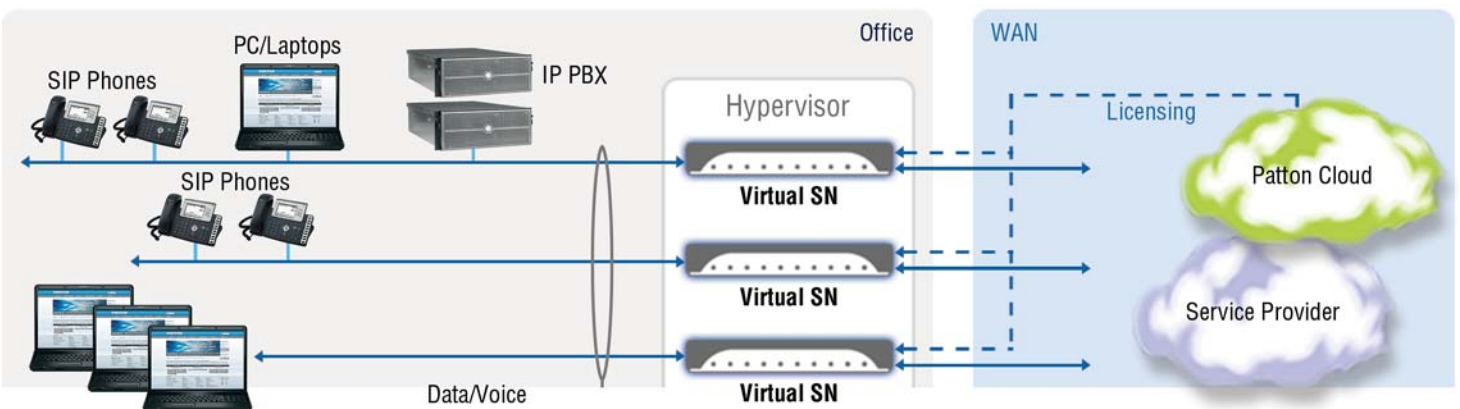 Office
WAN
PC/Laptops
SIP Phones
IP PBX
Hypervisor
Licensing
Virtual SN
Patton Cloud
SIP Phones
Virtual SN
Service Provider
Data/Voice
Virtual SN